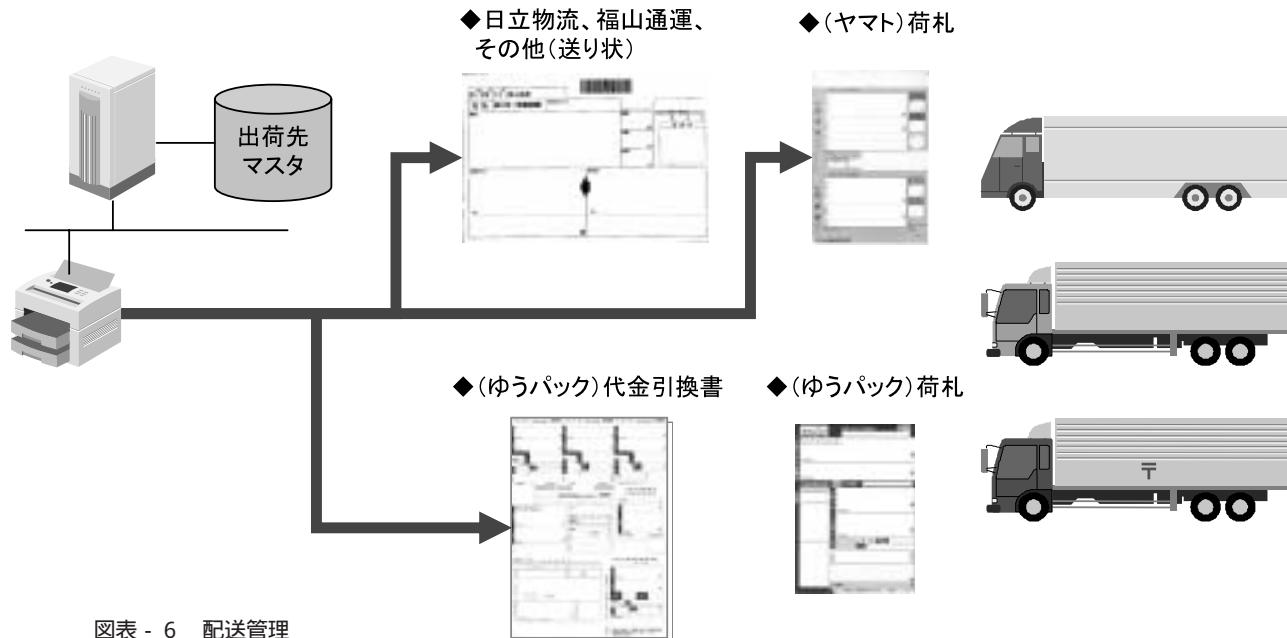 ◆日立物流、福山通運、
その他(送り状)
◆(ヤマト)荷札
出荷先
マスタ
◆(ゆうパック)代金引換書
◆(ゆうパック)荷札
〒
図表 - 6 配送管理